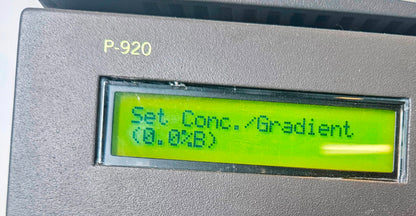 P-920
Set Conc./Gradient
(0.0%B)